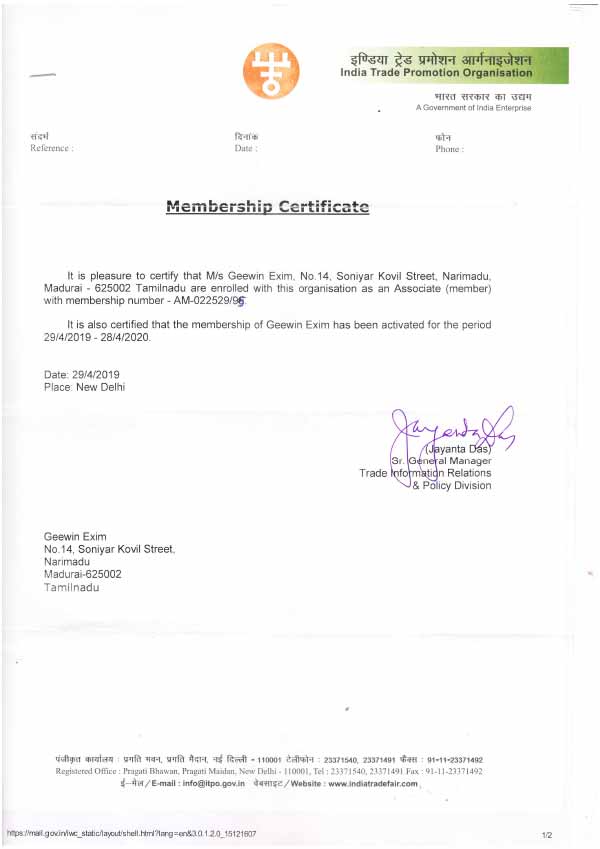 इण्डिया ट्रेड प्रमोशन आर्गनाइजेशन
India Trade Promotion Organisation
भारत सरकार का उद्यम
A Government of India Enterprise
संदर्भ
Reference :
दिनांक
Date :
फोन
Phone :
Membership Certificate
It is pleasure to certify that M/s Geewin Exim, No.14, Soniyar Kovil Street, Narimadu,
Madurai - 625002 Tamilnadu are enrolled with this organisation as an Associate (member)
with membership number - AM-022529/95.
It is also certified that the membership of Geewin Exim has been activated for the period
29/4/2019 - 28/4/2020.
Date: 29/4/2019
Place: New Delhi
Jayanta Das
(Jayanta Das)
Sr. General Manager
Trade Information Relations
& Policy Division
Geewin Exim
No.14, Soniyar Kovil Street,
Narimadu
Madurai-625002
Tamilnadu
पंजीकृत कार्यालय : प्रगति भवन, प्रगति मैदान, नई दिल्ली - 110001 टेलीफोन : 23371540, 23371491 फैक्स : 91-11-23371492
Registered Office : Pragati Bhawan, Pragati Maidan, New Delhi - 110001, Tel : 23371540, 23371491 Fax : 91-11-23371492
ई-मेल / E-mail : info@itpo.gov.in वेबसाइट / Website : www.indiatradefair.com
https://mail.gov.in/iwc_static/layout/shell.html?lang=en&3.0.1.2.0_15121607
1/2